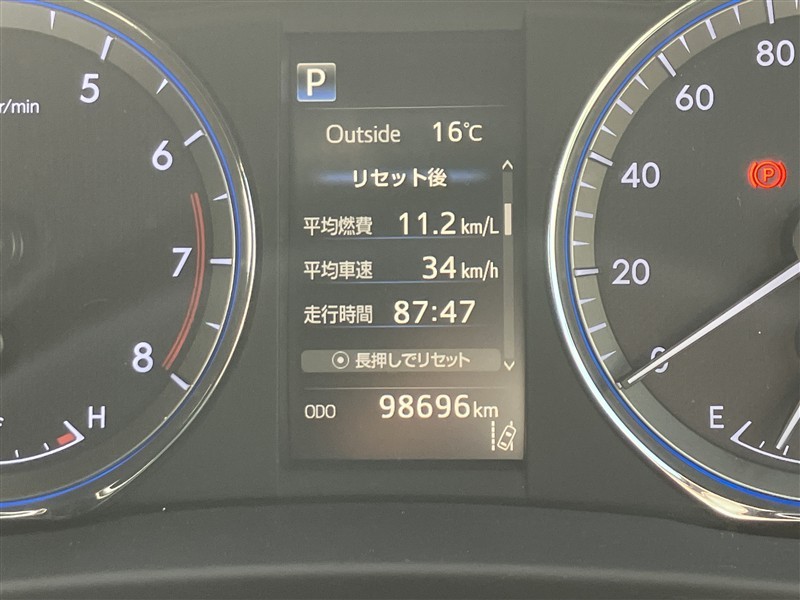 P
Outside 16℃
リセット後
平均燃費 11.2 km/L
平均車速 34 km/h
走行時間 87:47
長押しでリセット
ODO 98696 km
r/min
5
6
7
8
H
80
60
40
20
0
P
E